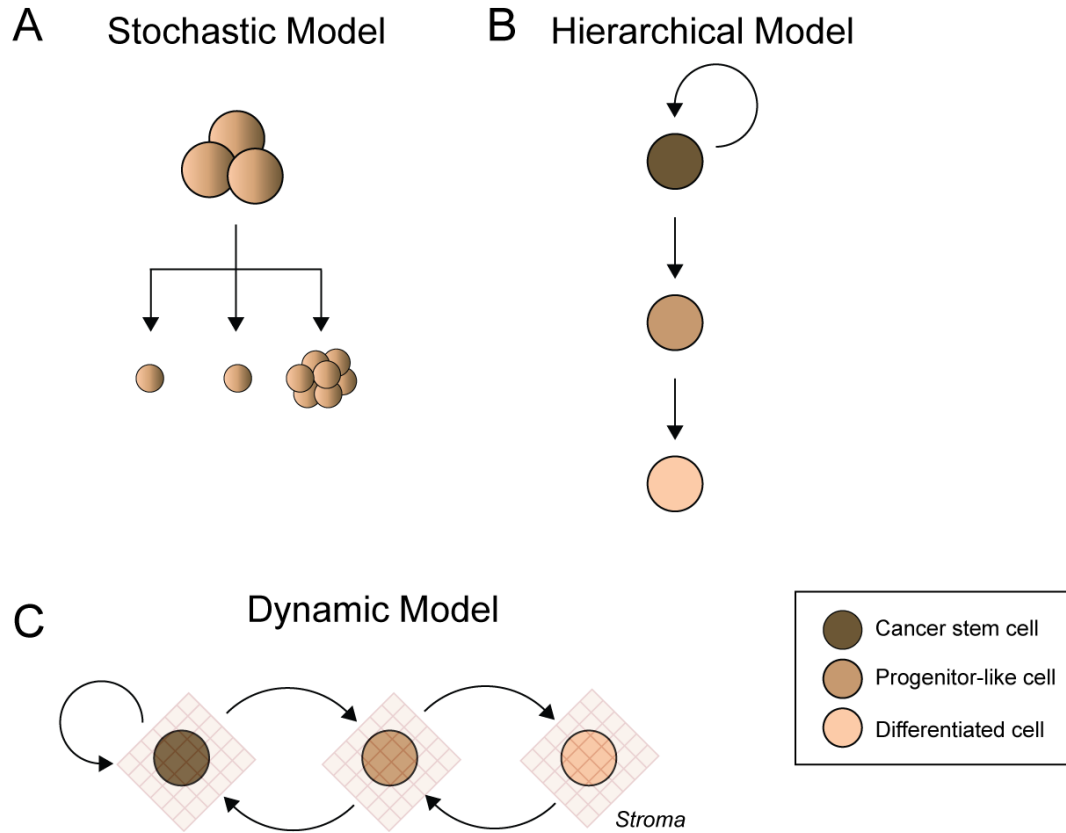 A
Stochastic Model
B
Hierarchical Model
C
Dynamic Model
Stroma
Cancer stem cell
Progenitor-like cell
Differentiated cell